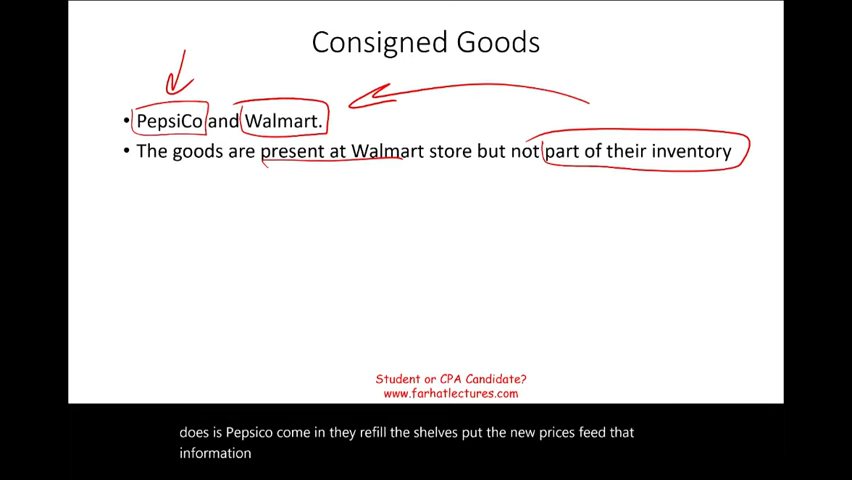 Consigned Goods
• PepsiCo and Walmart.
• The goods are present at Walmart store but not part of their inventory
Student or CPA Candidate?
www.farhatlectures.com
does is Pepsico come in they refill the shelves put the new prices feed that
information